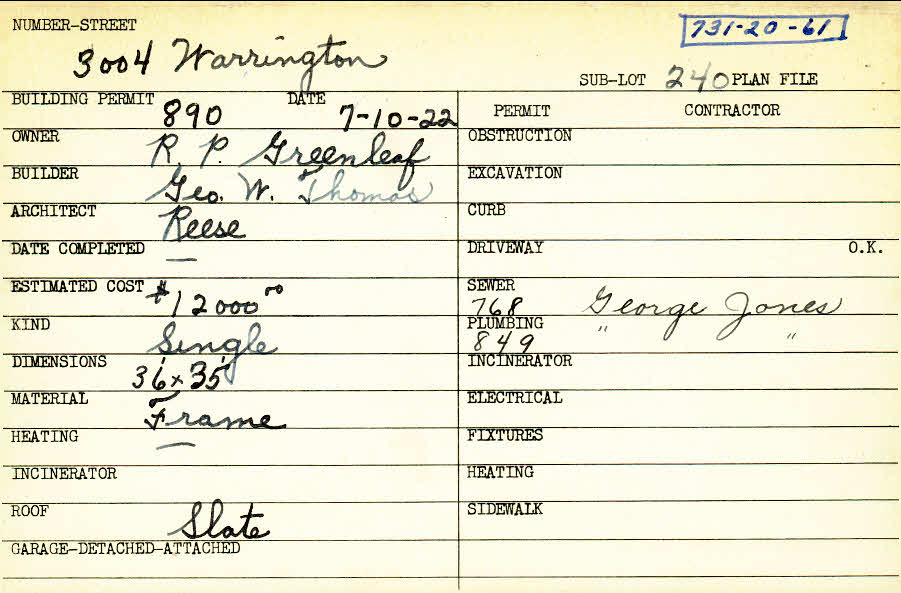 NUMBER-STREET
731-20-61
3004 Warrington
SUB-LOT 240 PLAN FILE
BUILDING PERMIT 890 DATE 7-10-22
PERMIT CONTRACTOR
OWNER R. P. Greenleaf
OBSTRUCTION
BUILDER Geo. W. Thomas
EXCAVATION
ARCHITECT Reese
CURB
DATE COMPLETED —
DRIVEWAY O.K.
ESTIMATED COST $12000 00
SEWER 768 George Jones
KIND Single
PLUMBING 849 " "
DIMENSIONS 36 x 35
INCINERATOR
MATERIAL Frame
ELECTRICAL
HEATING —
FIXTURES
INCINERATOR
HEATING
ROOF Slate
SIDEWALK
GARAGE-DETACHED-ATTACHED